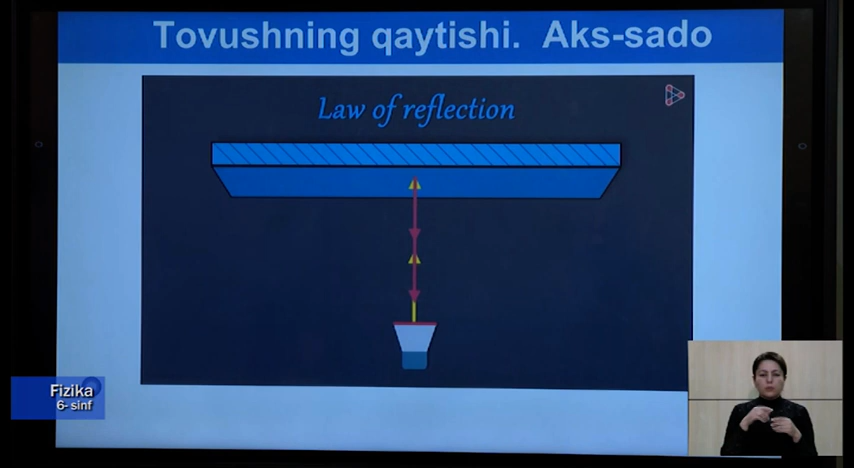 Tovushning qaytishi. Aks-sado
Law of reflection
Fizika
6- sinf